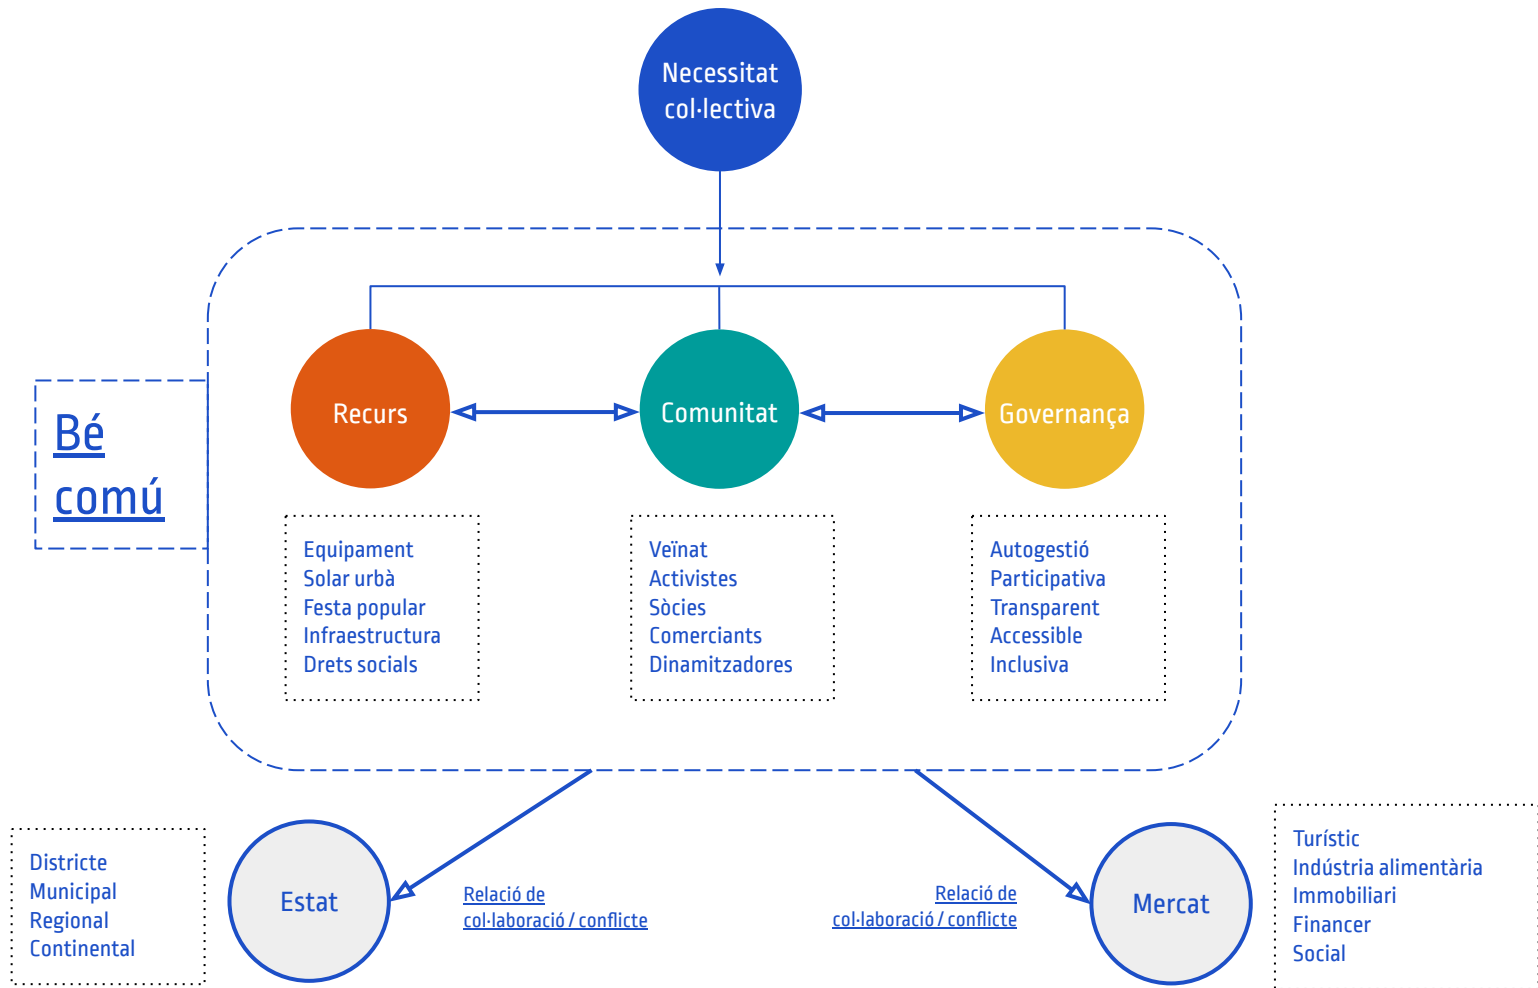 Necessitat
col·lectiva
Recurs
Comunitat
Governança
Bé
comú
Equipament
Solar urbà
Festa popular
Infraestructura
Drets socials
Veïnat
Activistes
Sòcies
Comerciants
Dinamitzadores
Autogestió
Participativa
Transparent
Accessible
Inclusiva
Districte
Municipal
Regional
Continental
Estat
Relació de
col·laboració / conflicte
Relació de
col·laboració / conflicte
Mercat
Turístic
Indústria alimentària
Immobiliari
Financer
Social